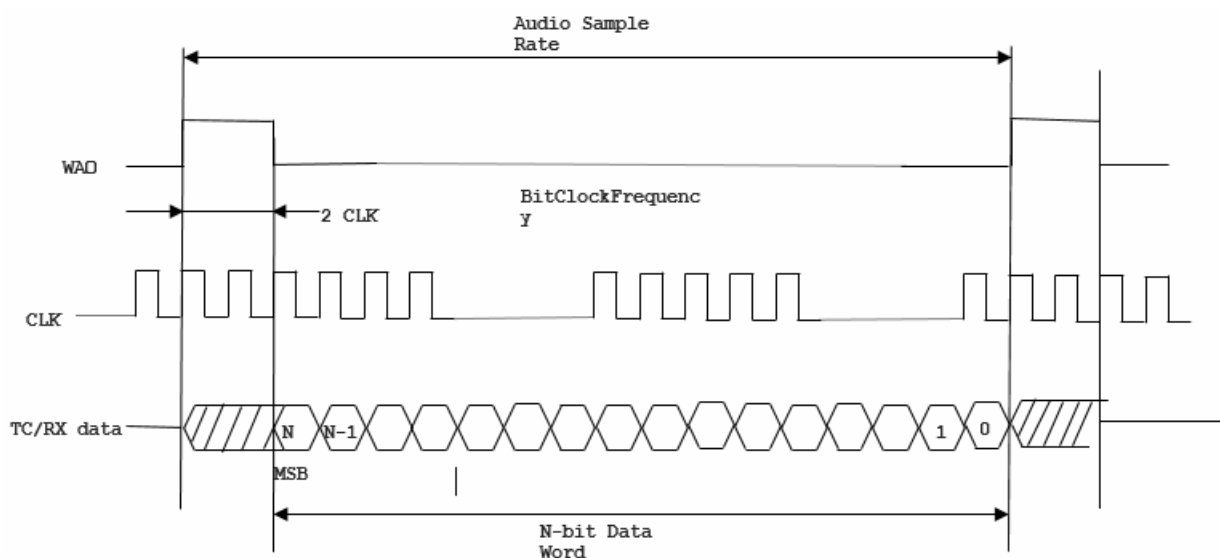 Audio Sample
Rate
WAO
2 CLK
BitClockFrequenc
y
CLK
TC/RX data
N
N-1
1
0
MSB
N-bit Data
Word